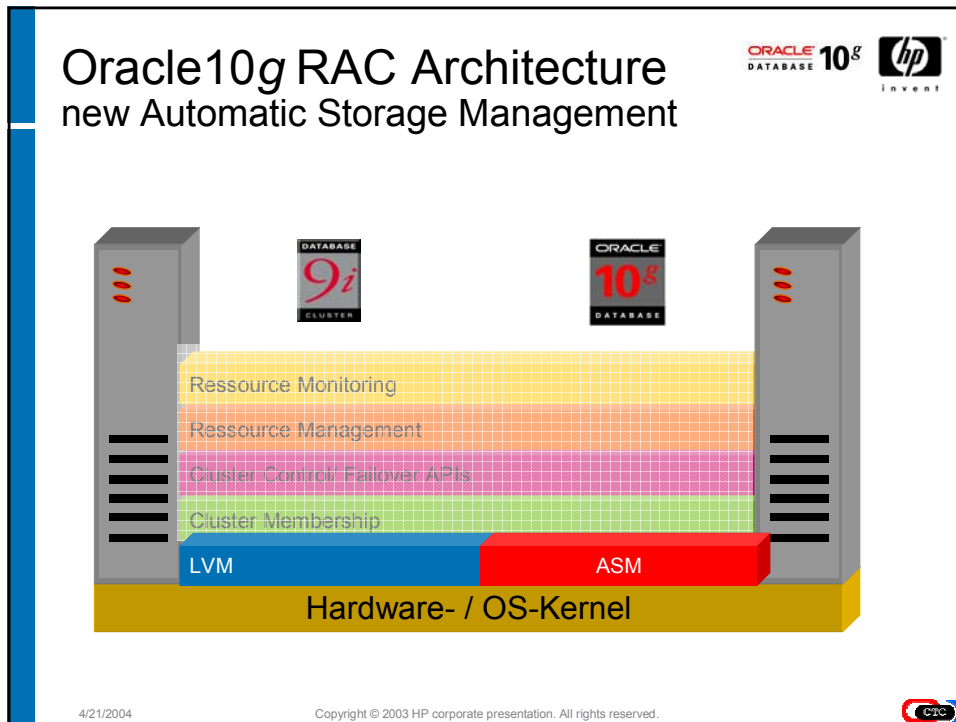 Oracle10g RAC Architecture
new Automatic Storage Management
ORACLE
DATABASE 10g
hp
invent
DATABASE
9i
CLUSTER
ORACLE
10g
DATABASE
Ressource Monitoring
Ressource Management
Cluster Control/ Failover APIs
Cluster Membership
LVM
ASM
Hardware- / OS-Kernel
4/21/2004
Copyright © 2003 HP corporate presentation. All rights reserved.
CTC